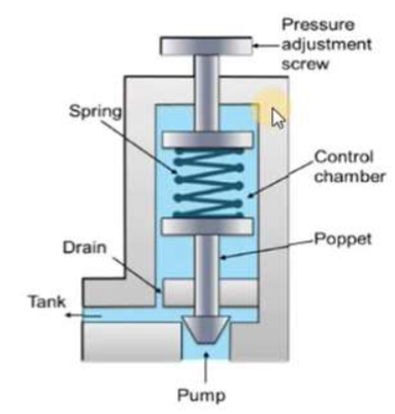 Pressure
adjustment
screw
Spring
Control
chamber
Poppet
Drain
Tank
Pump